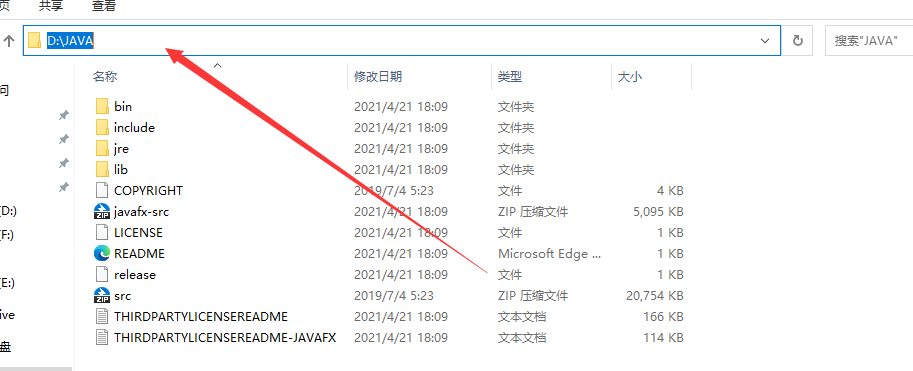 页 共享 查看
D:\JAVA 搜索"JAVA"
名称 修改日期 类型 大小
问
bin 2021/4/21 18:09 文件夹
include 2021/4/21 18:09 文件夹
jre 2021/4/21 18:09 文件夹
lib 2021/4/21 18:09 文件夹
COPYRIGHT 2019/7/4 5:23 文件 4 KB
(D:) javafx-src 2021/4/21 18:09 ZIP 压缩文件 5,095 KB
(F:) LICENSE 2021/4/21 18:09 文件 1 KB
README 2021/4/21 18:09 Microsoft Edge ... 1 KB
(E:) release 2021/4/21 18:09 文件 1 KB
ZIP src 2019/7/4 5:23 ZIP 压缩文件 20,754 KB
ive THIRDPARTYLICENSEREADME 2021/4/21 18:09 文本文档 166 KB
盘 THIRDPARTYLICENSEREADME-JAVAFX 2021/4/21 18:09 文本文档 114 KB